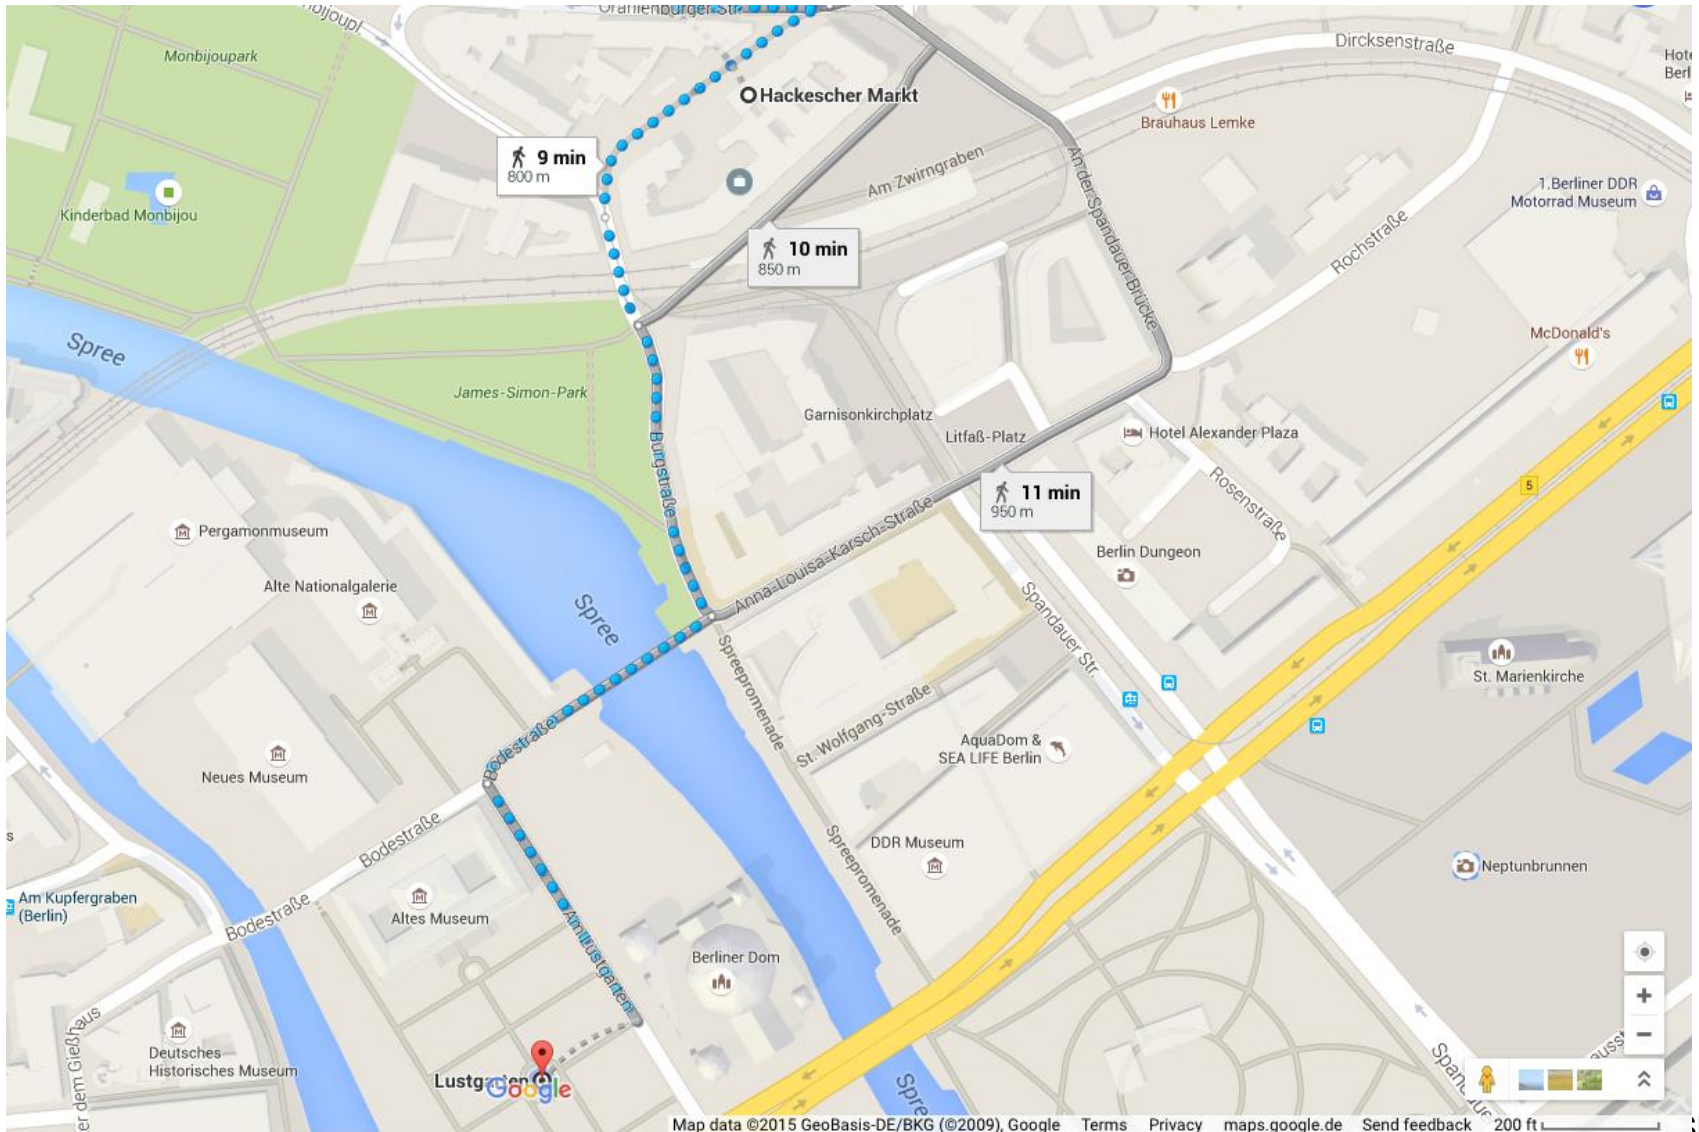 Oranienburger Str.
Monbijoupark
Dircksenstraße
Hackescher Markt
Brauhaus Lemke
9 min
800 m
Am Zwirngraben
An der Spandauer Brücke
1.Berliner DDR
Motorrad Museum
Kinderbad Monbijou
Rochstraße
10 min
850 m
Spree
McDonald's
James-Simon-Park
Garnisonkirchplatz
Litfaß-Platz
Hotel Alexander Plaza
Burgstraße
Rosenstraße
5
11 min
950 m
Pergamonmuseum
Anna-Louisa-Karsch-Straße
Berlin Dungeon
Alte Nationalgalerie
Spree
Spandauer Str.
St. Marienkirche
Spreepromenade
St. Wolfgang-Straße
AquaDom &
SEA LIFE Berlin
Bodestraße
Neues Museum
Bodestraße
Spreepromenade
DDR Museum
Neptunbrunnen
Am Kupfergraben
(Berlin)
Altes Museum
Bodestraße
Am Lustgarten
Berliner Dom
Deutsches
Historisches Museum
er dem Gießhaus
Lustgarten
Google
Spree
Map data ©2015 GeoBasis-DE/BKG (©2009), Google Terms Privacy maps.google.de Send feedback 200 ft